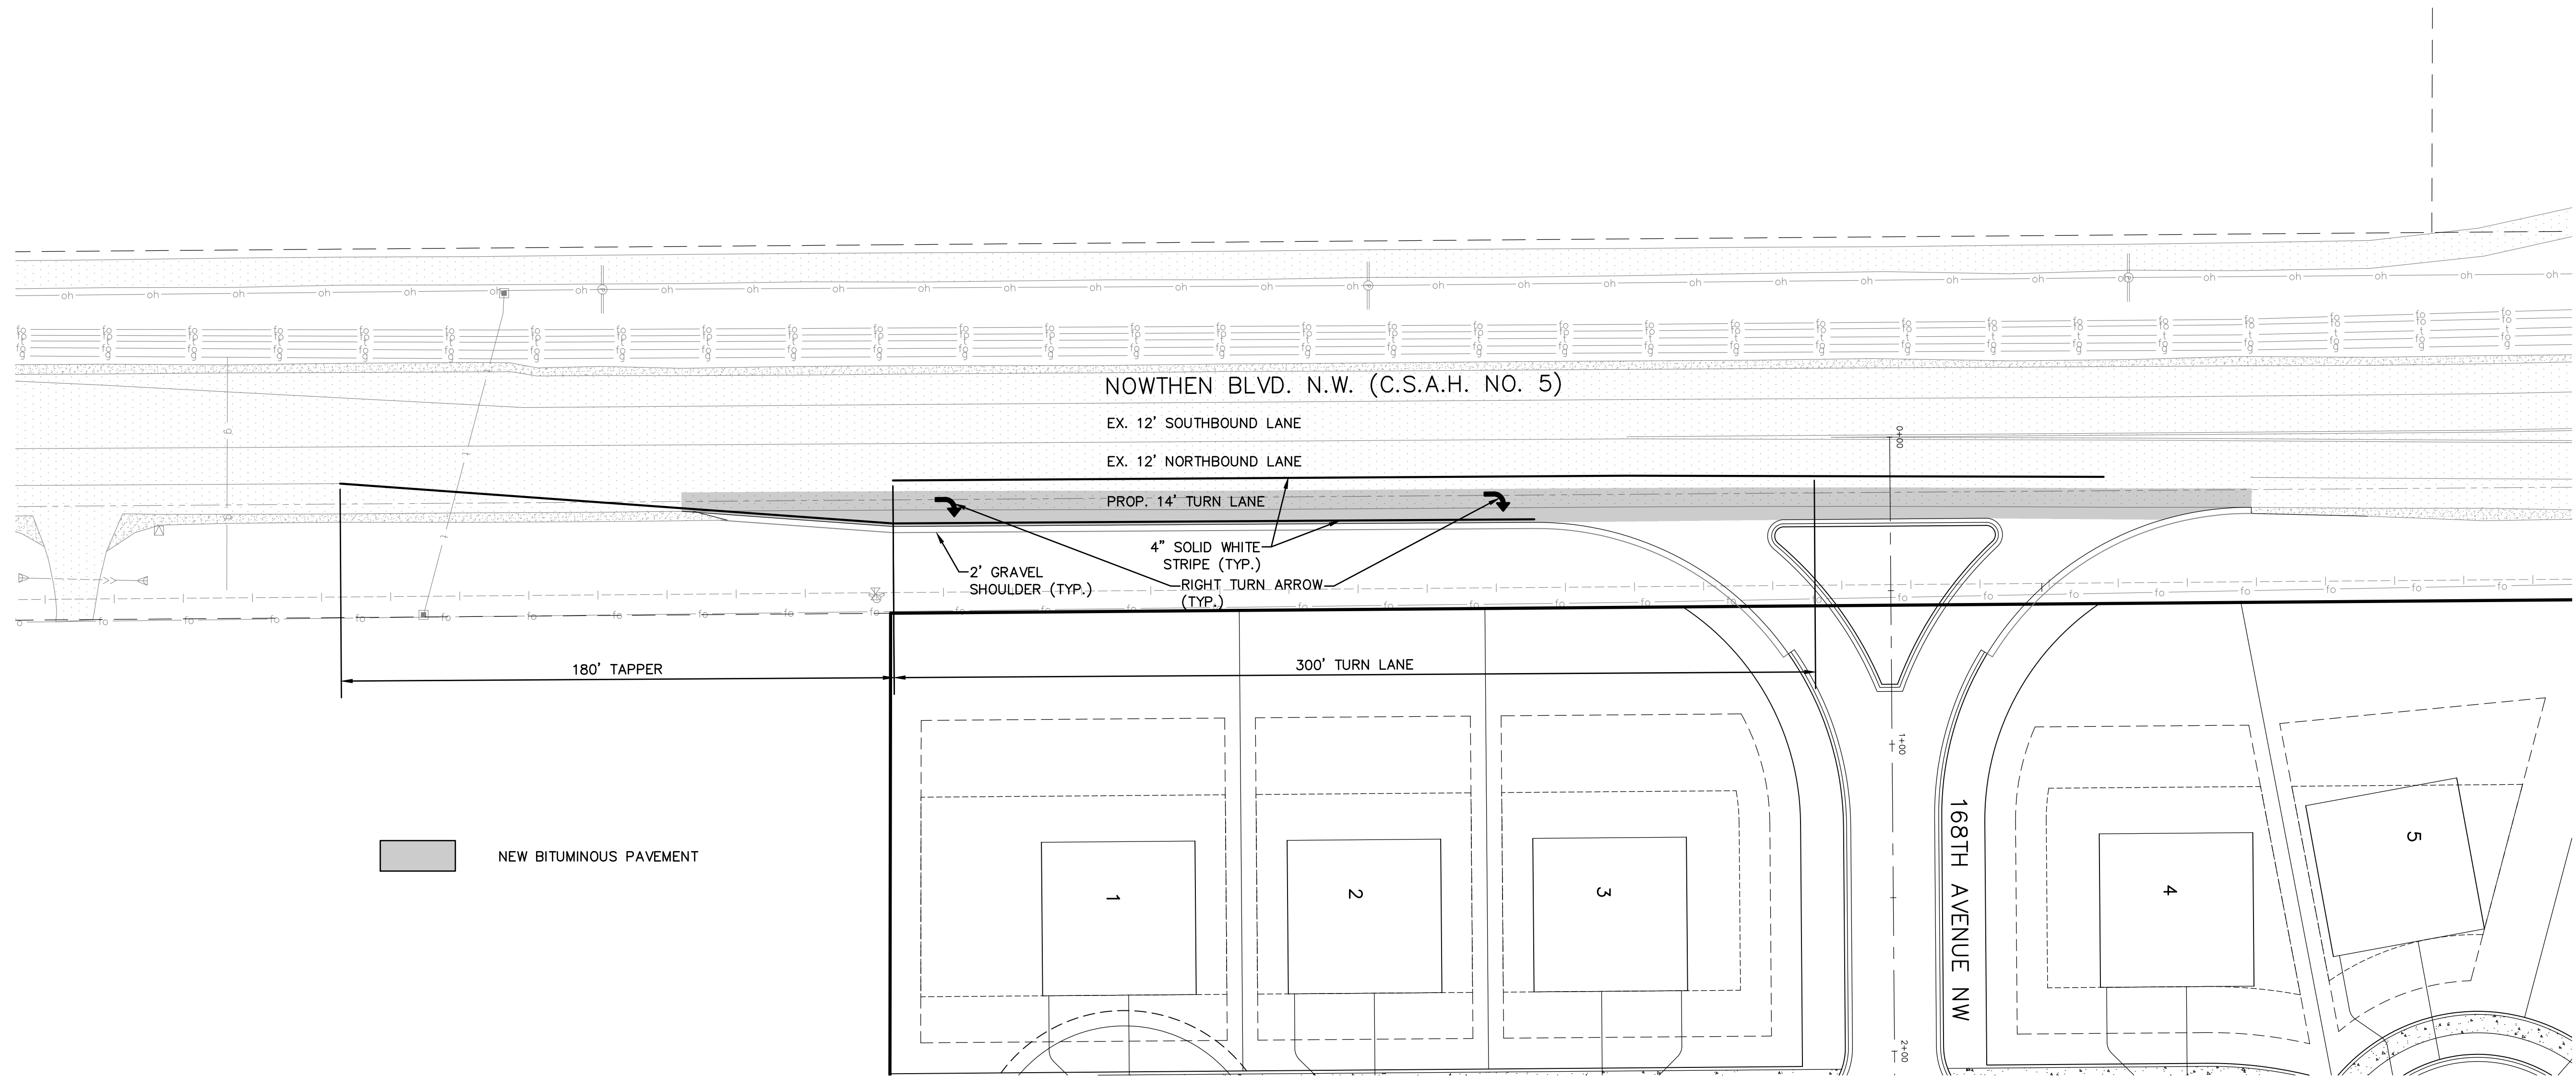 NOWTHEN BLVD. N.W. (C.S.A.H. NO. 5)
EX. 12' SOUTHBOUND LANE
0+00
EX. 12' NORTHBOUND LANE
PROP. 14' TURN LANE
4" SOLID WHITE
STRIPE (TYP.)
2' GRAVEL
SHOULDER (TYP.)
RIGHT TURN ARROW
(TYP.)
180' TAPPER
300' TURN LANE
1+00
NEW BITUMINOUS PAVEMENT
168TH AVENUE NW
1
2
3
4
5
2+00